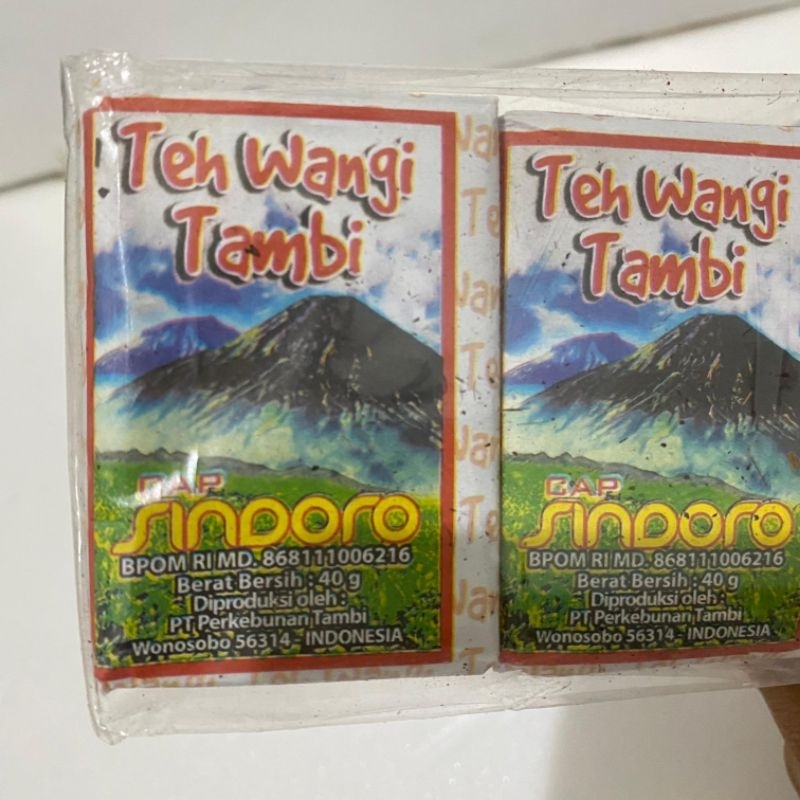 Teh Wangi
Tambi
CAP
SINDORO
BPOM RI MD. 868111006216
Berat Bersih : 40 g
Diproduksi oleh :
PT Perkebunan Tambi
Wonosobo 56314 - INDONESIA
Teh Wangi
Tambi
CAP
SINDORO
BPOM RI MD. 868111006216
Berat Bersih : 40 g
Diproduksi oleh :
PT Perkebunan Tambi
Wonosobo 56314 - INDONESIA